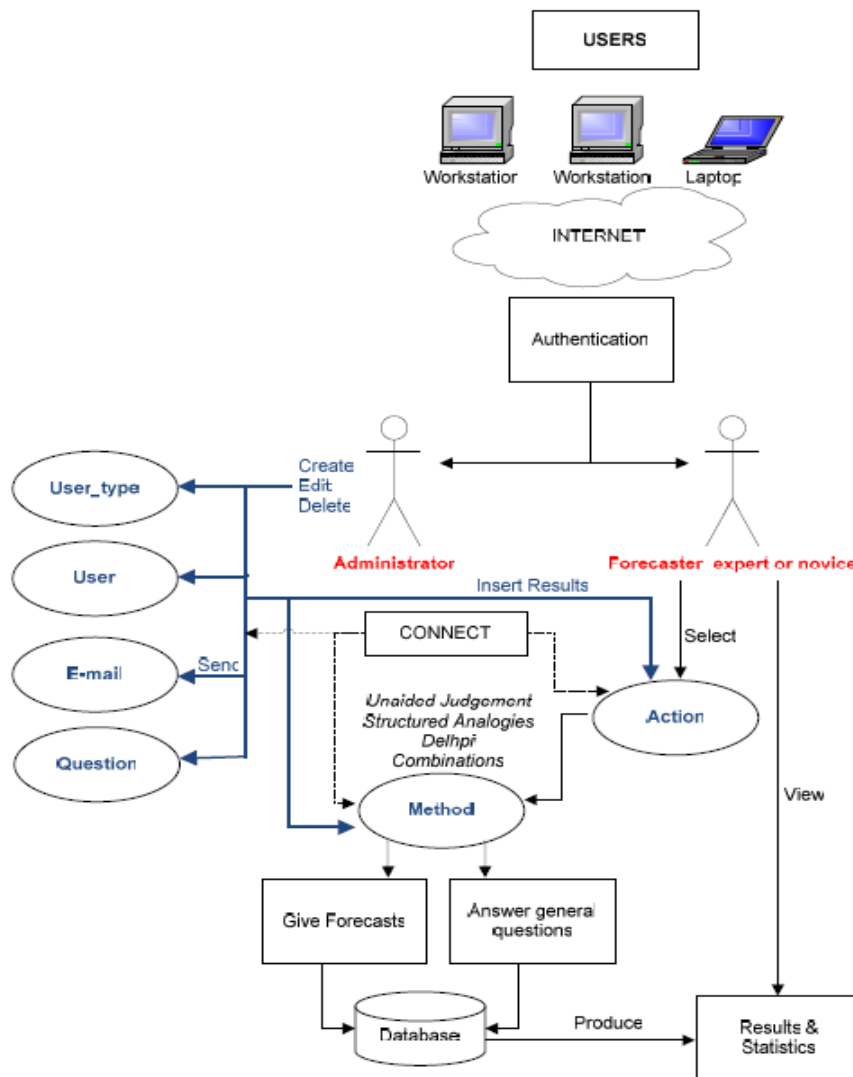 USERS
Workstation
Workstation
Laptop
INTERNET
Authentication
Create
Edit
Delete
User_type
Administrator
Forecaster expert or novice
User
Insert Results
CONNECT
Select
Send
E-mail
Unaided Judgement
Structured Analogies
Delhpi
Combinations
Action
Question
Method
View
Give Forecasts
Answer general
questions
Database
Produce
Results &
Statistics